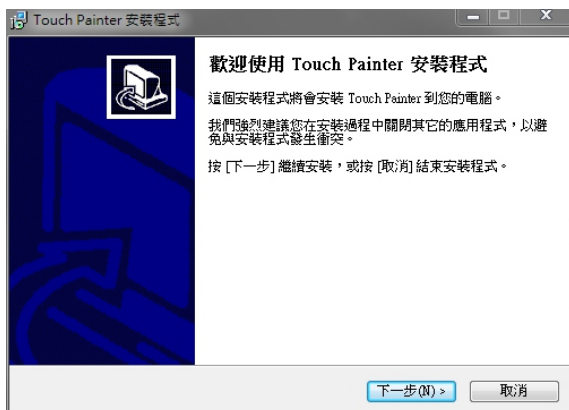 Touch Painter 安裝程式
歡迎使用 Touch Painter 安裝程式
這個安裝程式將會安裝 Touch Painter 到您的電腦。
我們強烈建議您在安裝過程中關閉其它的應用程式，以避
免與安裝程式發生衝突。
按 [下一步] 繼續安裝，或按 [取消] 結束安裝程式。
下一步(N) >
取消